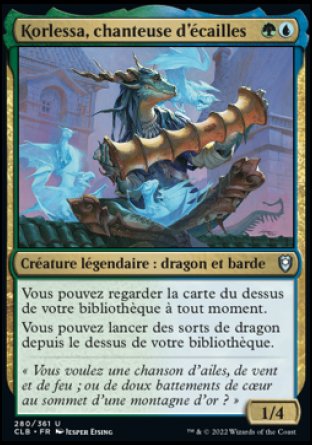 Korlessa, chanteuse d'écailles
Créature légendaire : dragon et barde
Vous pouvez regarder la carte du dessus
de votre bibliothèque à tout moment.
Vous pouvez lancer des sorts de dragon
depuis le dessus de votre bibliothèque.
« Vous voulez une chanson d'ailes, de vent
et de feu ; ou de doux battements de cœur
au sommet d'une montagne d'or ? »
1/4
280/361 U
CLB • FR Jesper Ejsing
™ & © 2022 Wizards of the Coast